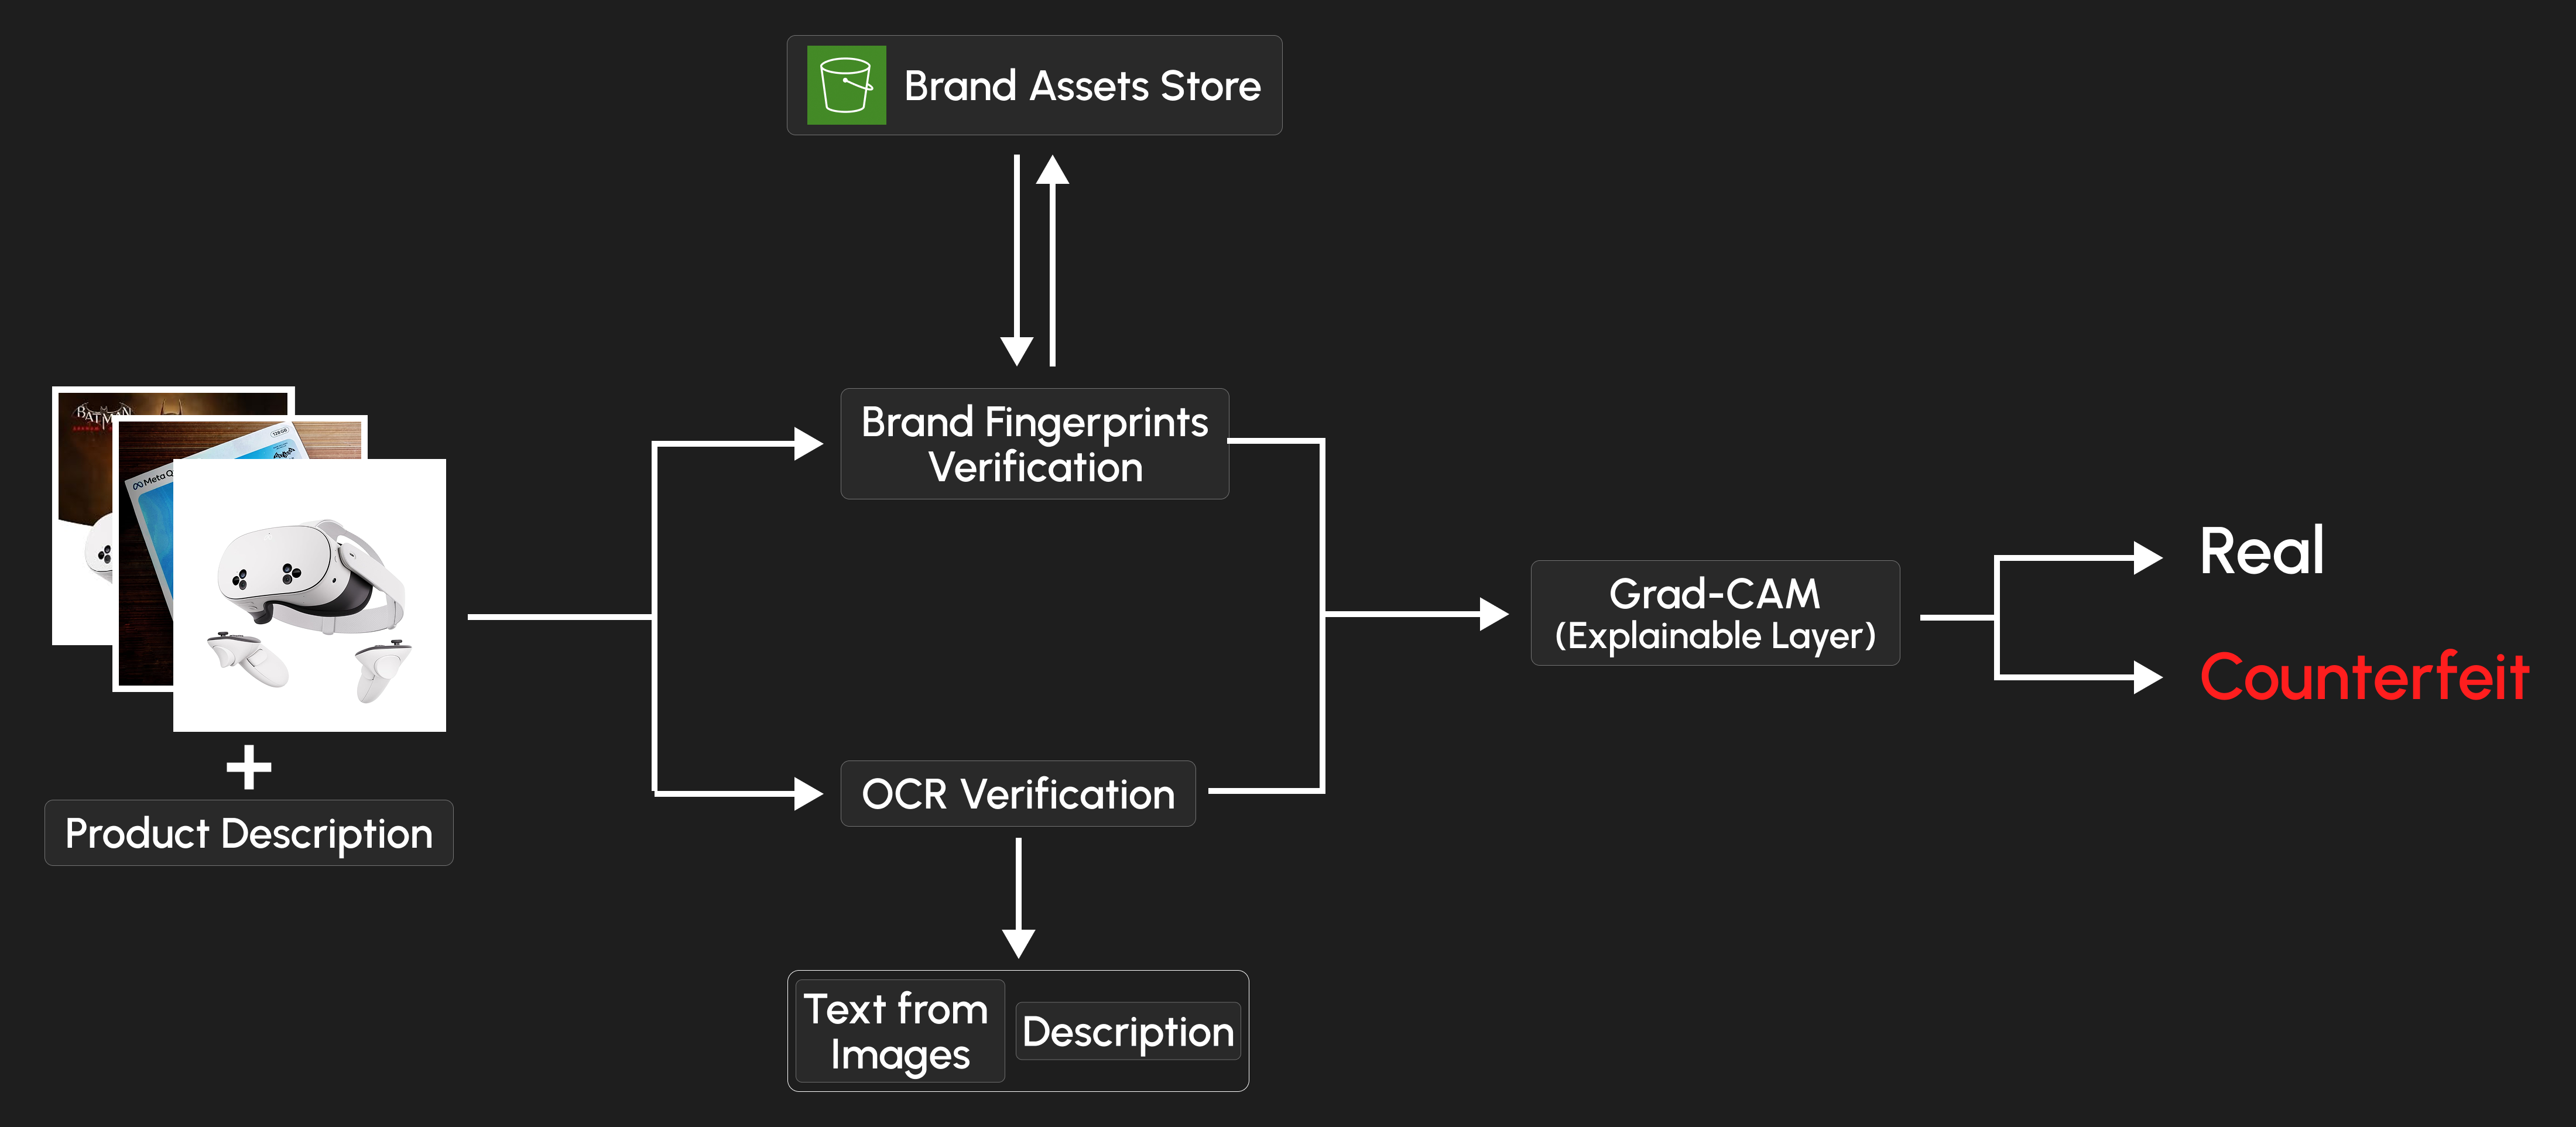 Brand Assets Store
BATMAN
128GB
Meta Q
Brand Fingerprints
Verification
Grad-CAM
(Explainable Layer)
Real
Counterfeit
+
Product Description
OCR Verification
Text from
Images
Description